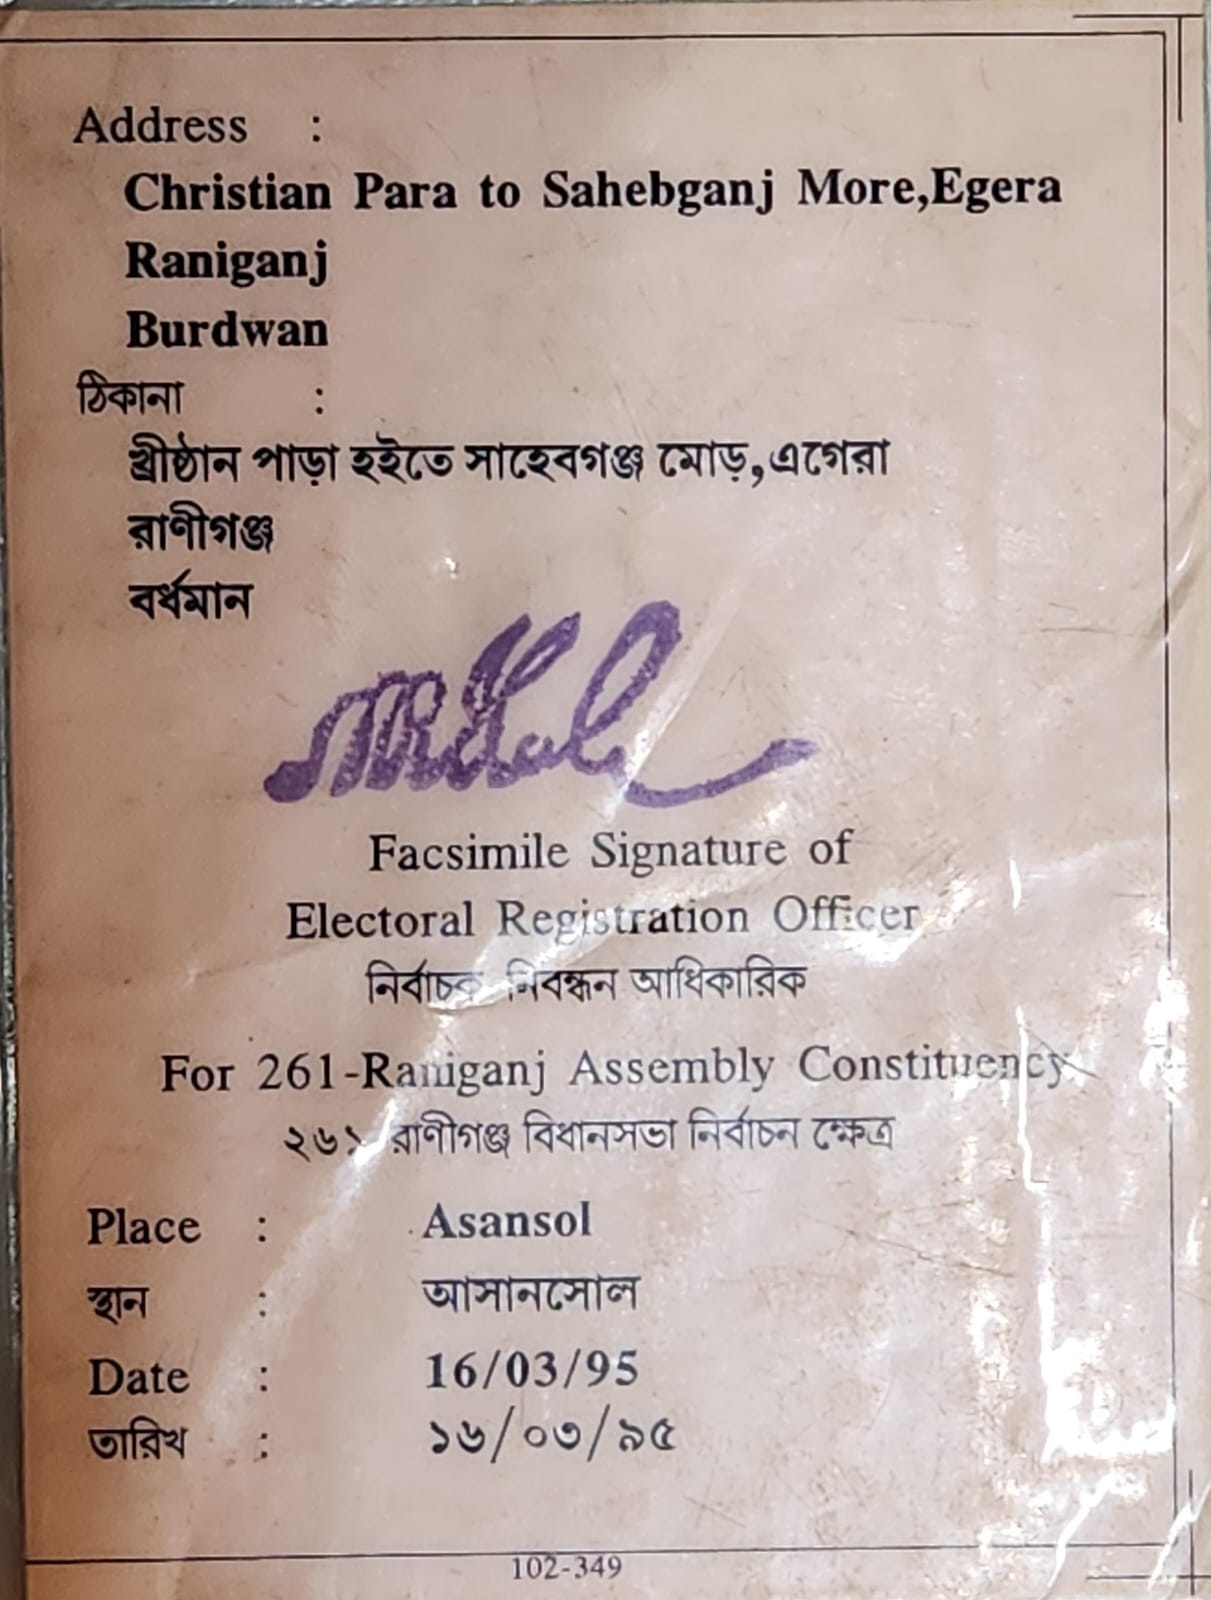 Address :
Christian Para to Sahebganj More,Egera
Raniganj
Burdwan
ঠিকানা :
খ্রীষ্ঠান পাড়া হইতে সাহেবগঞ্জ মোড়,এগেরা
রাণীগঞ্জ
বর্ধমান
Facsimile Signature of
Electoral Registration Officer
নির্বাচক নিবন্ধন আধিকারিক
For 261-Raniganj Assembly Constituency
২৬১ রাণীগঞ্জ বিধানসভা নির্বাচন ক্ষেত্র
Place : Asansol
স্থান : আসানসোল
Date : 16/03/95
তারিখ : ১৬/০৩/৯৫
102-349